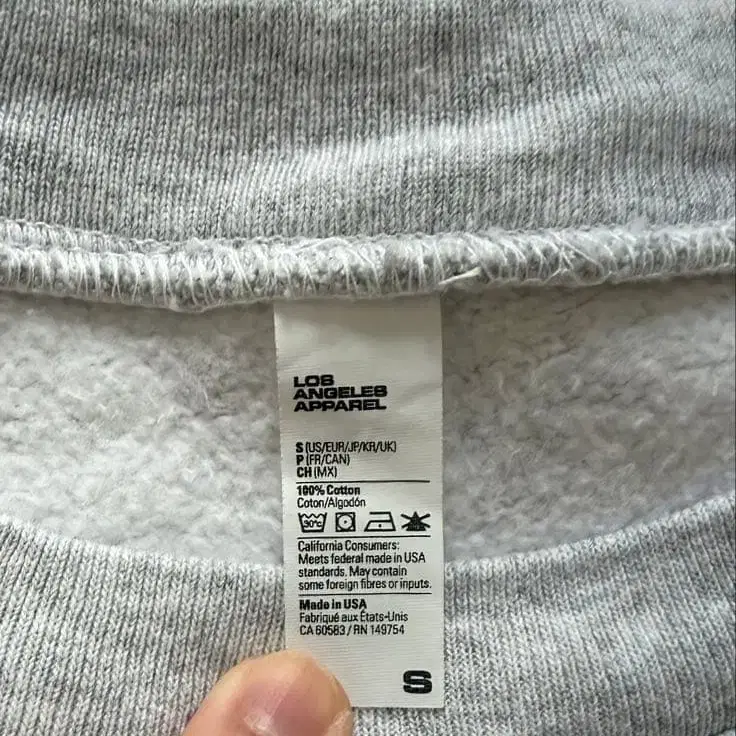 LOS
ANGELES
APPAREL
S (US/EUR/JP/KR/UK)
P (FR/CAN)
CH (MX)
100% Cotton
Coton/Algodón
30°C
California Consumers:
Meets federal made in USA
standards. May contain
some foreign fibres or inputs.
Made in USA
Fabriqué aux États-Unis
CA 60583 / RN 149754
S